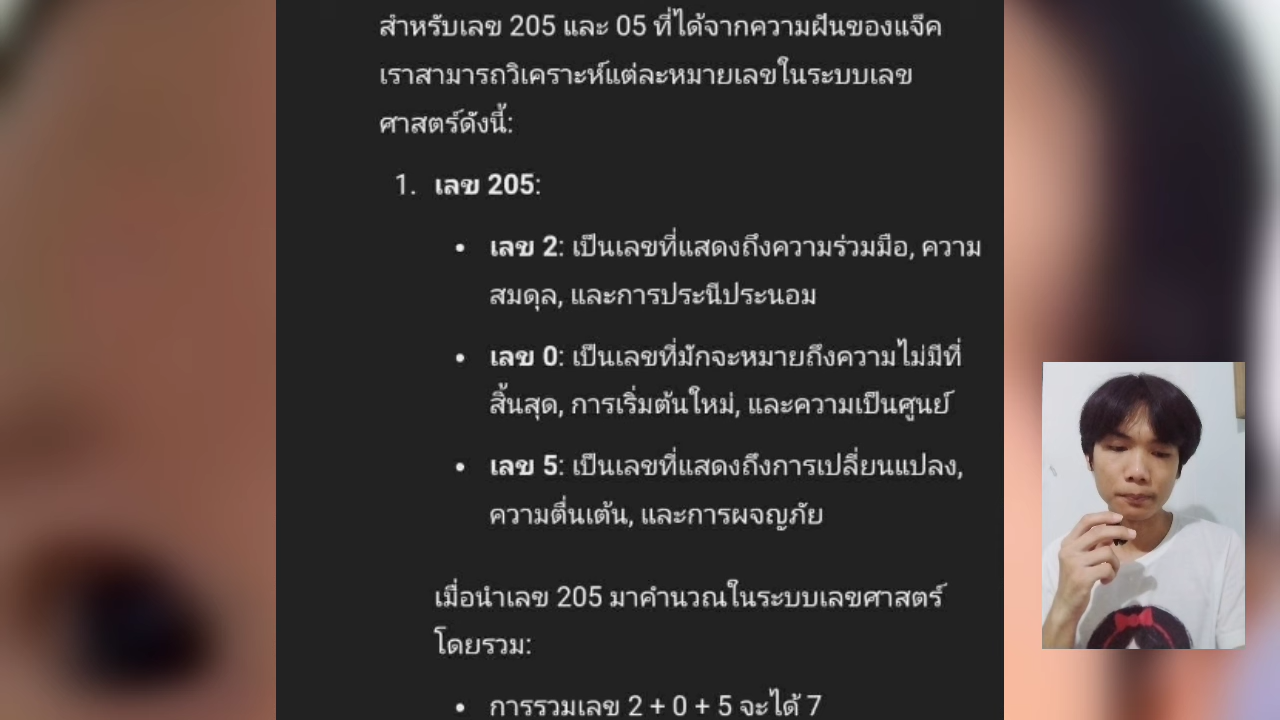 สำหรับเลข 205 และ 05 ที่ได้จากความฝันของแจ็ค
เราสามารถวิเคราะห์แต่ละหมายเลขในระบบเลข
ศาสตร์ดังนี้:
1. เลข 205:
• เลข 2: เป็นเลขที่แสดงถึงความร่วมมือ, ความ
สมดุล, และการประนีประนอม
• เลข 0: เป็นเลขที่มักจะหมายถึงความไม่มีที่
สิ้นสุด, การเริ่มต้นใหม่, และความเป็นศูนย์
• เลข 5: เป็นเลขที่แสดงถึงการเปลี่ยนแปลง,
ความตื่นเต้น, และการผจญภัย
เมื่อนำเลข 205 มาคำนวณในระบบเลขศาสตร์
โดยรวม:
• การรวมเลข 2 + 0 + 5 จะได้ 7